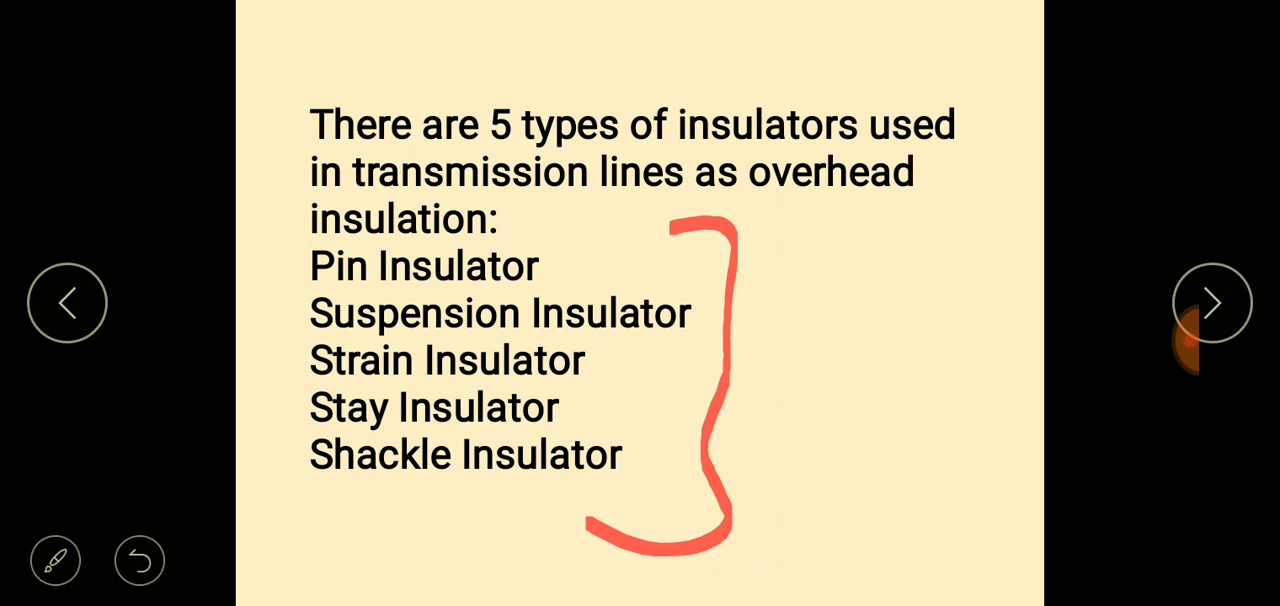 There are 5 types of insulators used
in transmission lines as overhead
insulation:
Pin Insulator
Suspension Insulator
Strain Insulator
Stay Insulator
Shackle Insulator